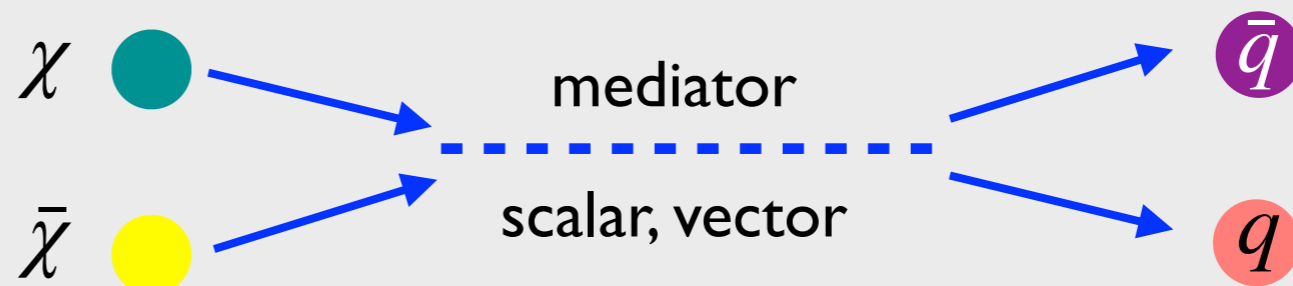 χ
mediator
q̄
χ̄
scalar, vector
q